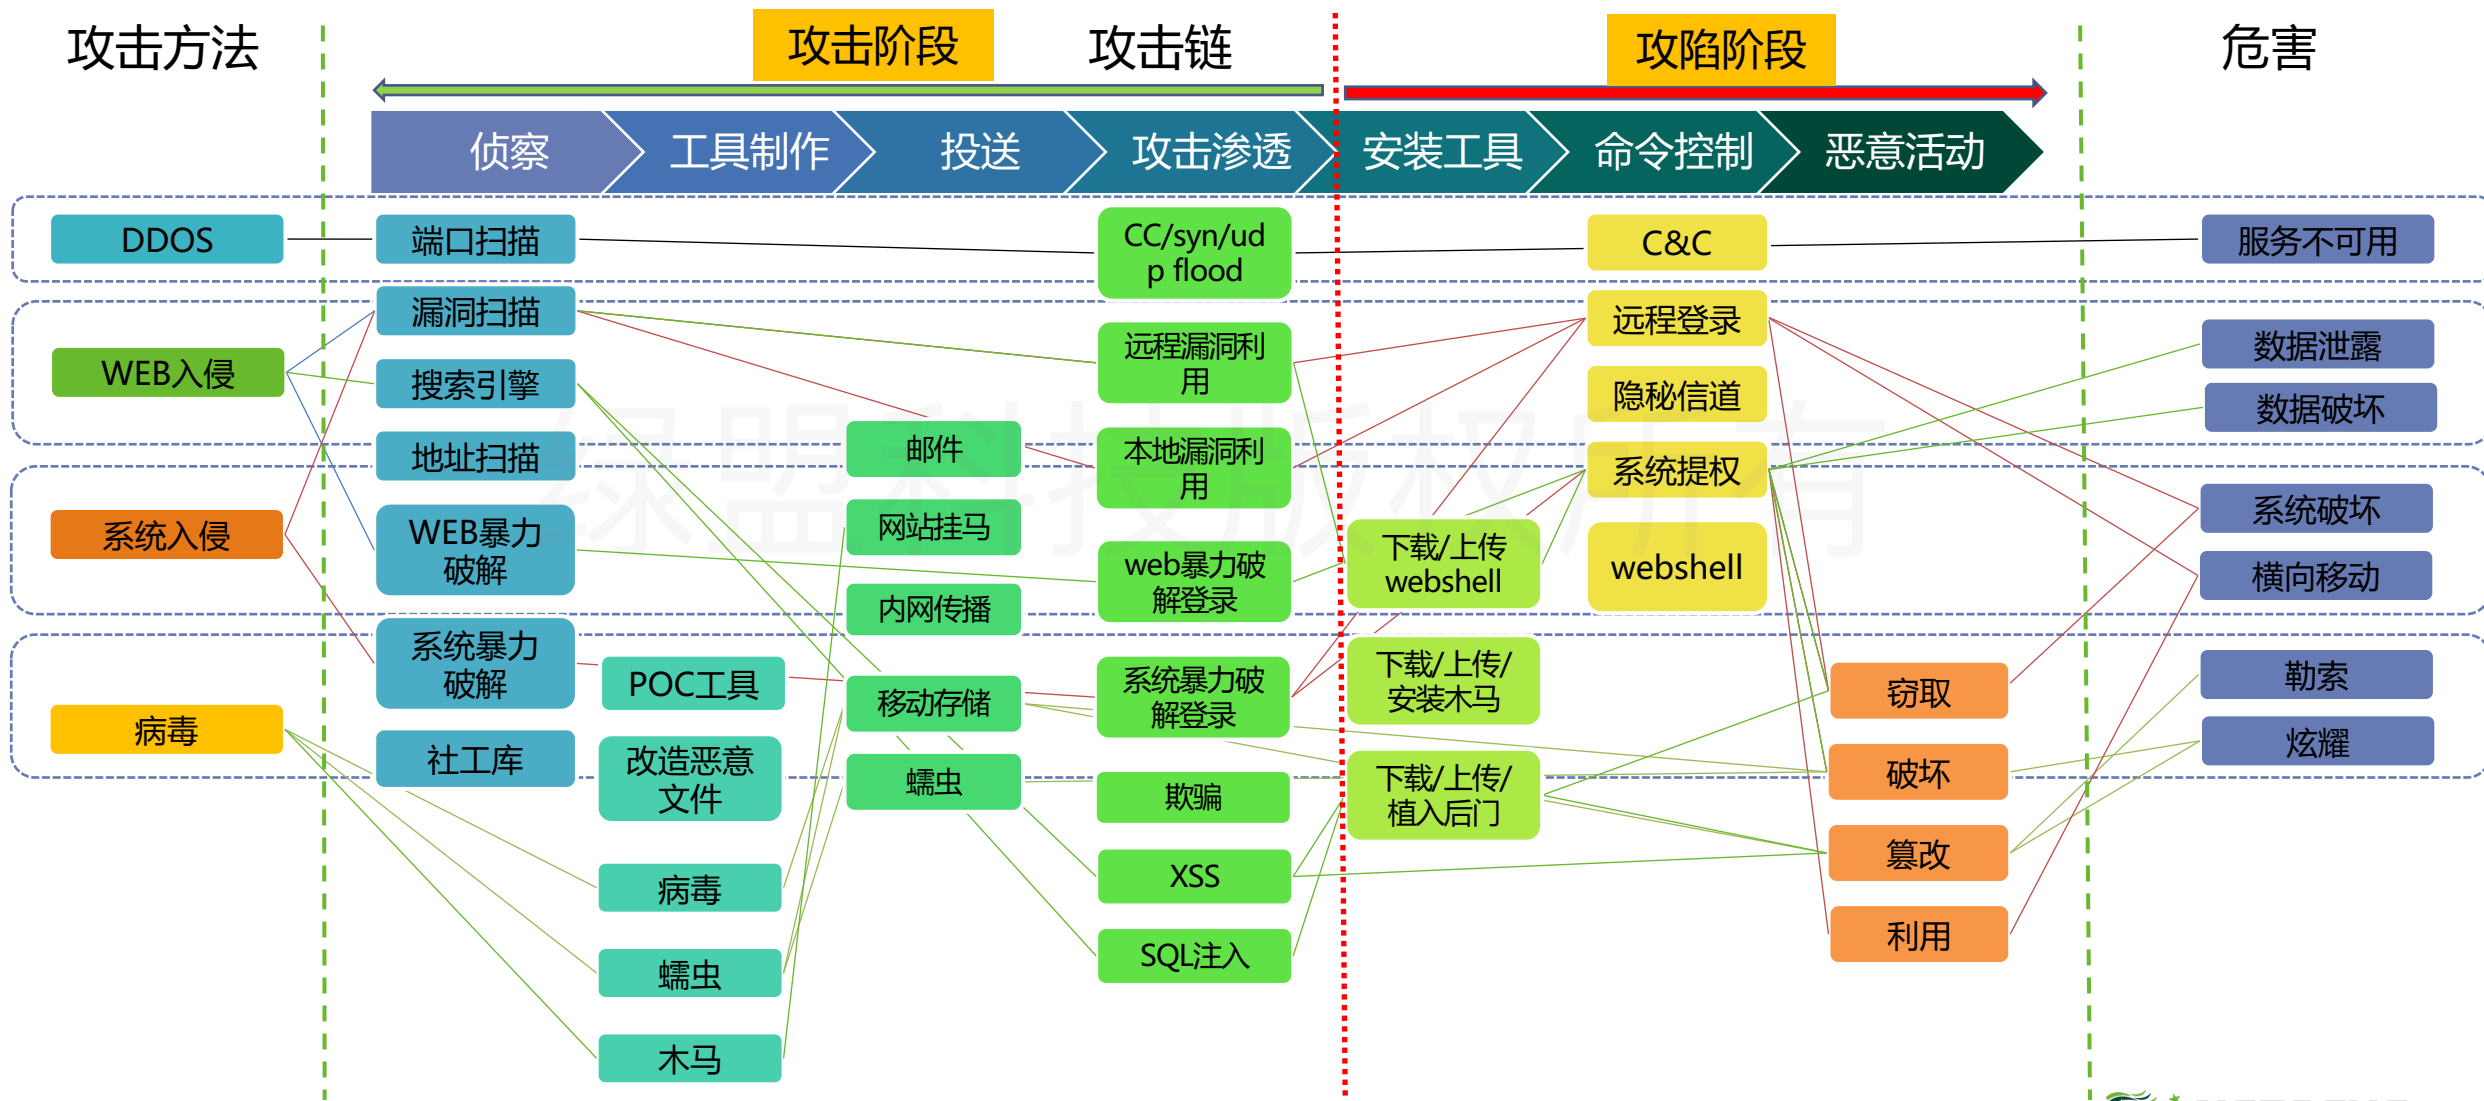 攻击方法
攻击阶段
攻击链
攻陷阶段
危害
侦察
工具制作
投送
攻击渗透
安装工具
命令控制
恶意活动
DDOS
端口扫描
CC/syn/ud
p flood
C&C
服务不可用
WEB入侵
漏洞扫描
搜索引擎
地址扫描
远程漏洞利
用
远程登录
隐秘信道
数据泄露
数据破坏
系统入侵
WEB暴力
破解
邮件
网站挂马
内网传播
本地漏洞利
用
web暴力破
解登录
下载/上传
webshell
系统提权
webshell
系统破坏
横向移动
病毒
系统暴力
破解
社工库
POC工具
改造恶意
文件
病毒
蠕虫
木马
移动存储
蠕虫
系统暴力破
解登录
欺骗
XSS
SQL注入
下载/上传/
安装木马
下载/上传/
植入后门
窃取
破坏
篡改
利用
勒索
炫耀
绿盟科技版权所有